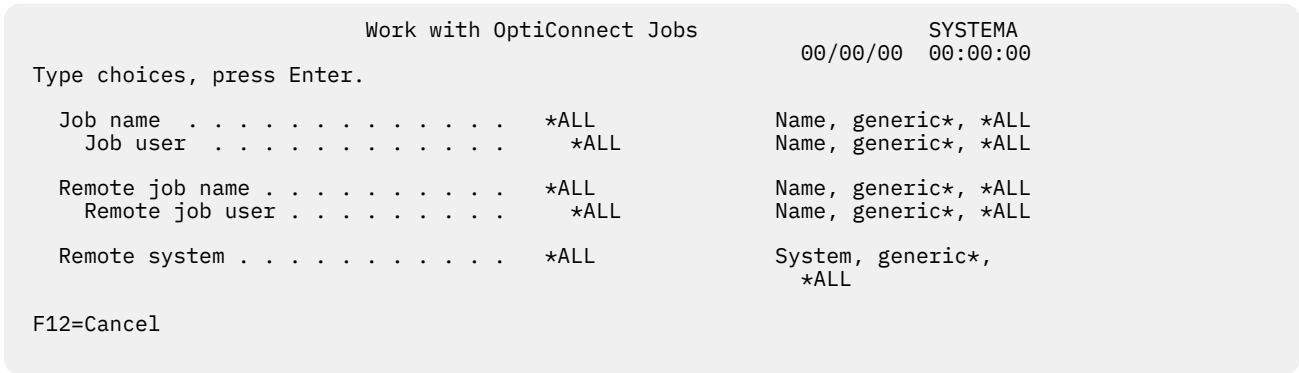 Work with OptiConnect Jobs SYSTEMA
00/00/00 00:00:00
Type choices, press Enter.
Job name . . . . . . . . . . . . . *ALL Name, generic*, *ALL
Job user . . . . . . . . . . . . *ALL Name, generic*, *ALL
Remote job name . . . . . . . . . . *ALL Name, generic*, *ALL
Remote job user . . . . . . . . . *ALL Name, generic*, *ALL
Remote system . . . . . . . . . . . *ALL System, generic*,
*ALL
F12=Cancel